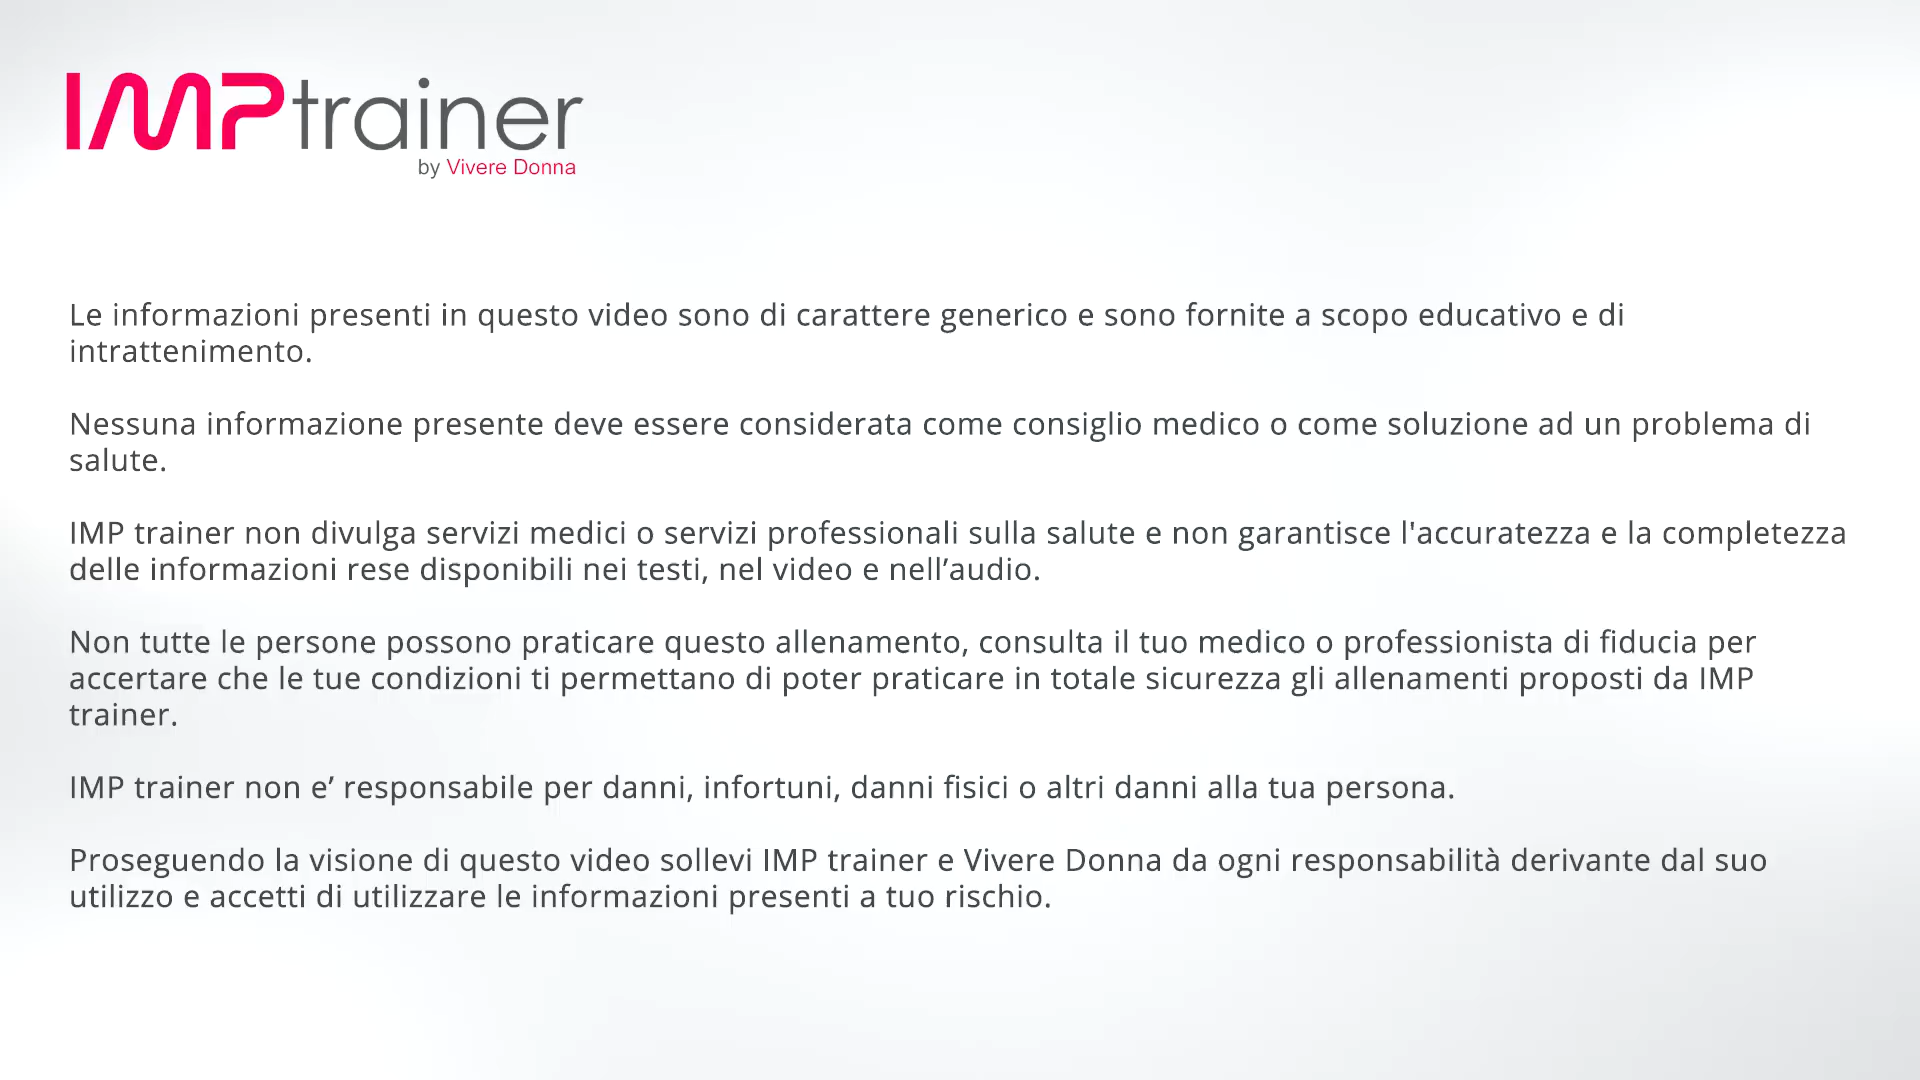 IMPtrainer
by Vivere Donna
Le informazioni presenti in questo video sono di carattere generico e sono fornite a scopo educativo e di
intrattenimento.
Nessuna informazione presente deve essere considerata come consiglio medico o come soluzione ad un problema di
salute.
IMP trainer non divulga servizi medici o servizi professionali sulla salute e non garantisce l'accuratezza e la completezza
delle informazioni rese disponibili nei testi, nel video e nell’audio.
Non tutte le persone possono praticare questo allenamento, consulta il tuo medico o professionista di fiducia per
accertare che le tue condizioni ti permettano di poter praticare in totale sicurezza gli allenamenti proposti da IMP
trainer.
IMP trainer non e’ responsabile per danni, infortuni, danni fisici o altri danni alla tua persona.
Proseguendo la visione di questo video sollevi IMP trainer e Vivere Donna da ogni responsabilità derivante dal suo
utilizzo e accetti di utilizzare le informazioni presenti a tuo rischio.